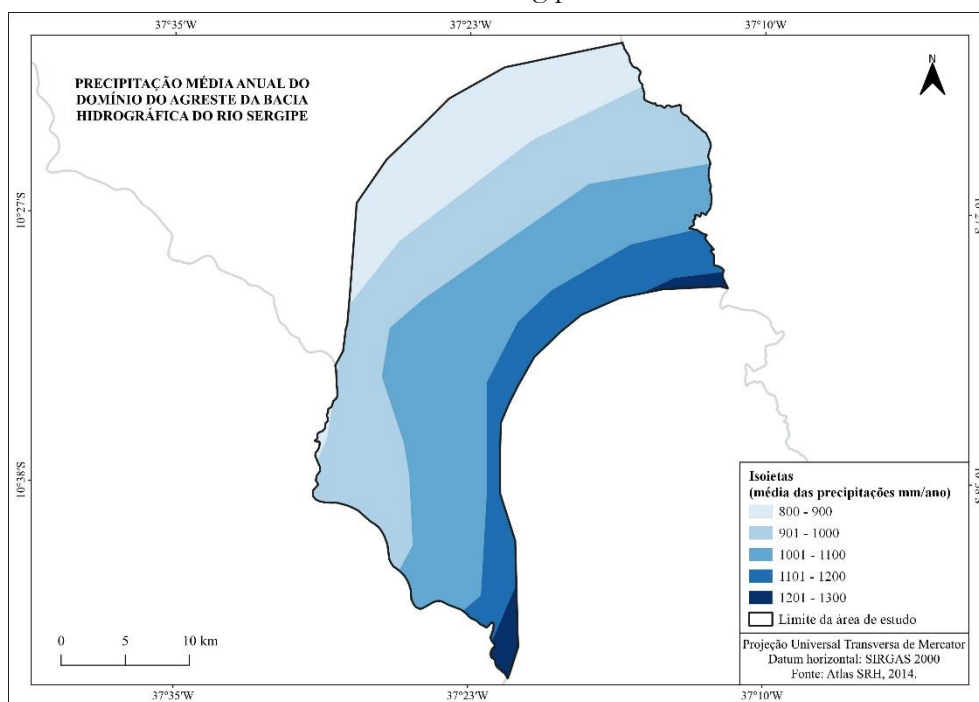 37°35'W
37°23'W
37°10'W
PRECIPITAÇÃO MÉDIA ANUAL DO
DOMÍNIO DO AGRESTE DA BACIA
HIDROGRÁFICA DO RIO SERGIPE
N
10°27'S
10°38'S
Isoietas
(média das precipitações mm/ano)
800 - 900
901 - 1000
1001 - 1100
1101 - 1200
1201 - 1300
Limite da área de estudo
0 5 10 km
Projeção Universal Transversa de Mercator
Datum horizontal: SIRGAS 2000
Fonte: Atlas SRH, 2014.
37°35'W
37°23'W
37°10'W